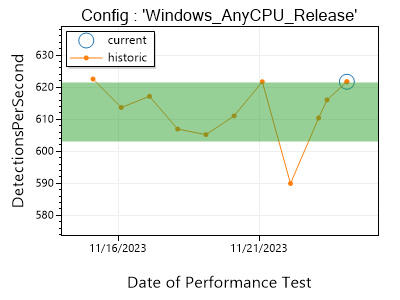 Config : 'Windows_AnyCPU_Release'
current
historic
DetectionsPerSecond
630
620
610
600
590
580
11/16/2023
11/21/2023
Date of Performance Test